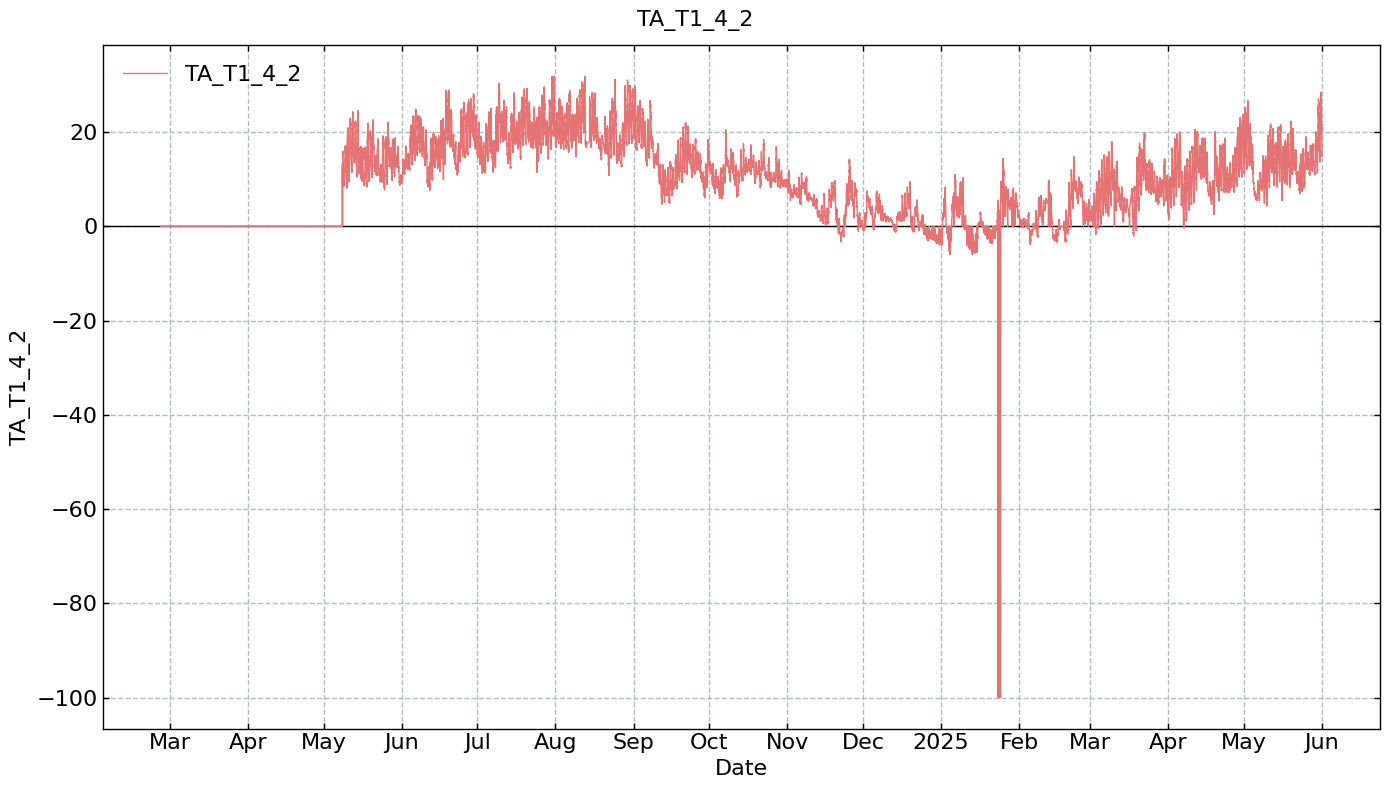 TA_T1_4_2
TA_T1_4_2
20
0
−20
−40
−60
−80
−100
TA_T1_4_2
Mar Apr May Jun Jul Aug Sep Oct Nov Dec 2025 Feb Mar Apr May Jun
Date